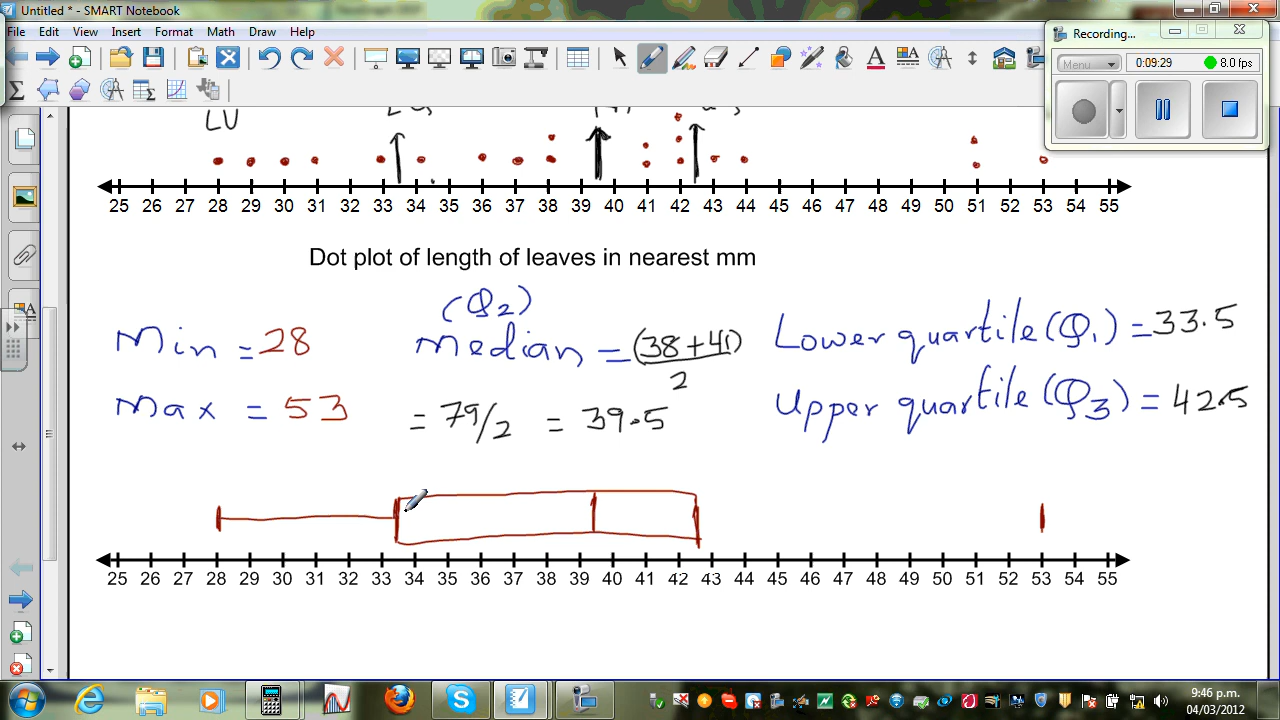 Untitled * - SMART Notebook
File Edit View Insert Format Math Draw Help
Recording...
Menu 0:09:29 8.0 fps
LV
25 26 27 28 29 30 31 32 33 34 35 36 37 38 39 40 41 42 43 44 45 46 47 48 49 50 51 52 53 54 55
Dot plot of length of leaves in nearest mm
(Q2)
Min = 28 Median = (38+41)/2 Lower quartile (Q1) = 33.5
Max = 53 = 79/2 = 39.5 Upper quartile (Q3) = 42.5
25 26 27 28 29 30 31 32 33 34 35 36 37 38 39 40 41 42 43 44 45 46 47 48 49 50 51 52 53 54 55
9:46 p.m.
04/03/2012